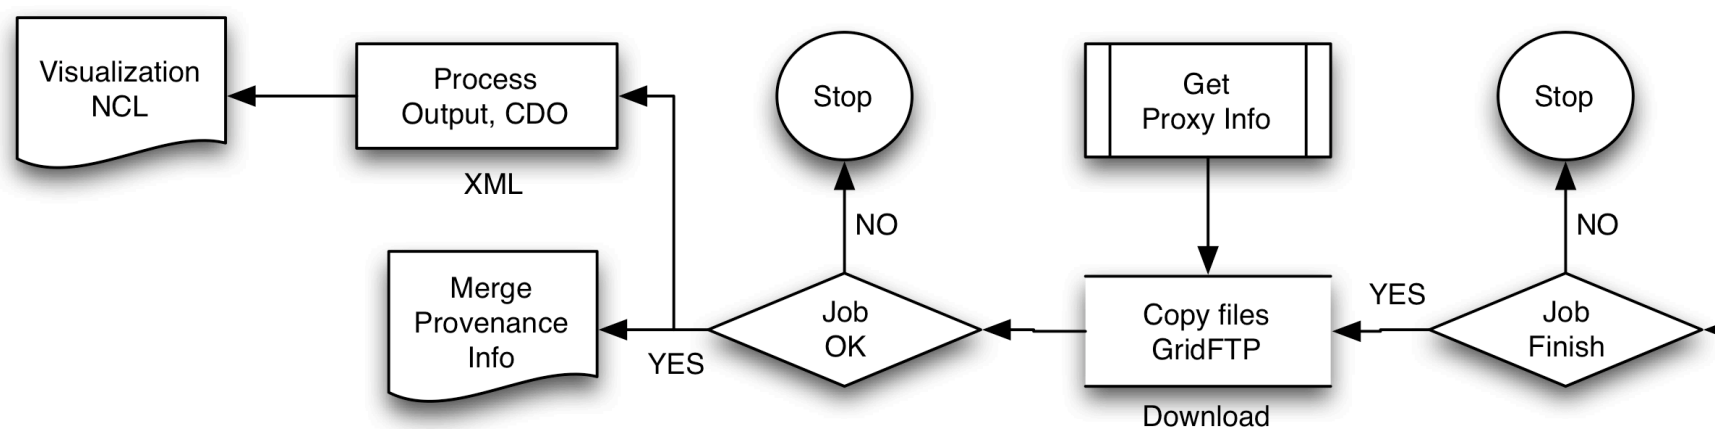 Visualization
NCL
Process
Output, CDO
XML
Stop
NO
Get
Proxy Info
Stop
NO
Merge
Provenance
Info
YES
Job
OK
Copy files
GridFTP
Download
YES
Job
Finish